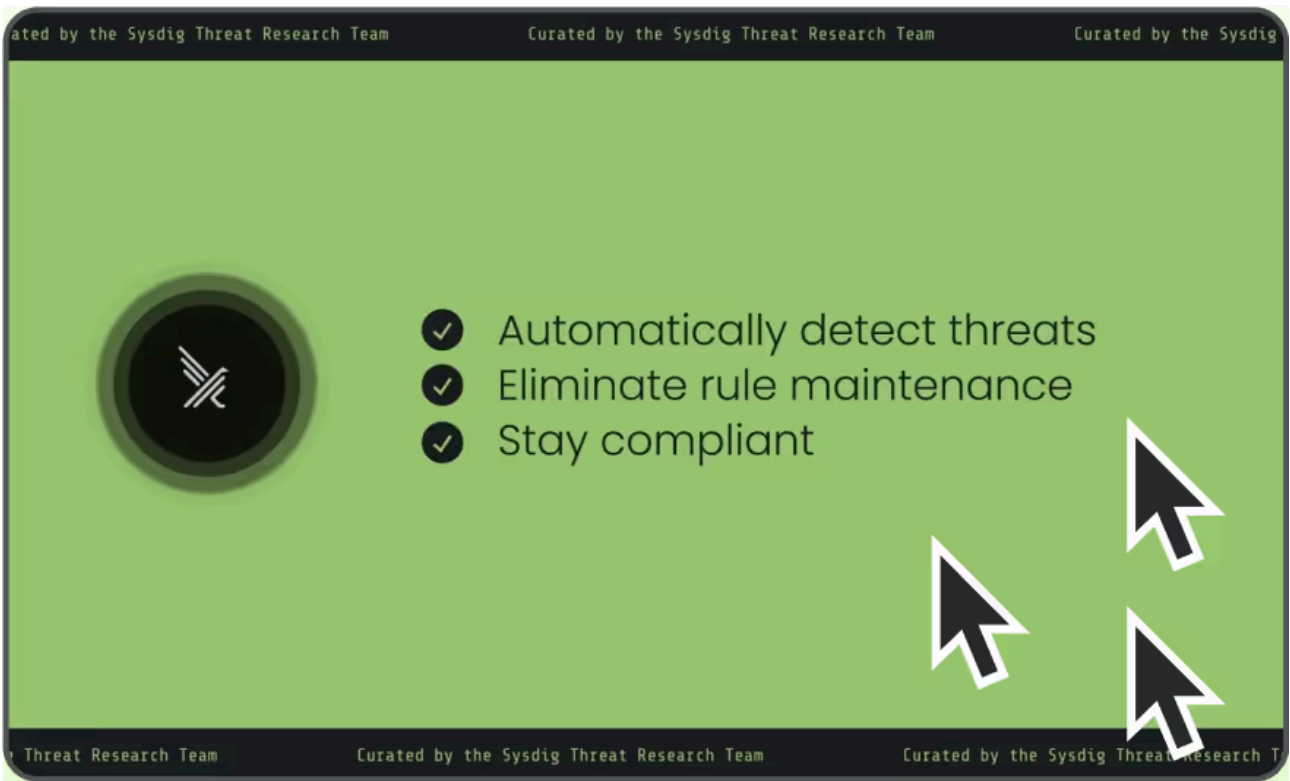 ated by the Sysdig Threat Research Team Curated by the Sysdig Threat Research Team Curated by the Sysdig
Automatically detect threats
Eliminate rule maintenance
Stay compliant
Threat Research Team Curated by the Sysdig Threat Research Team Curated by the Sysdig Threat Research T